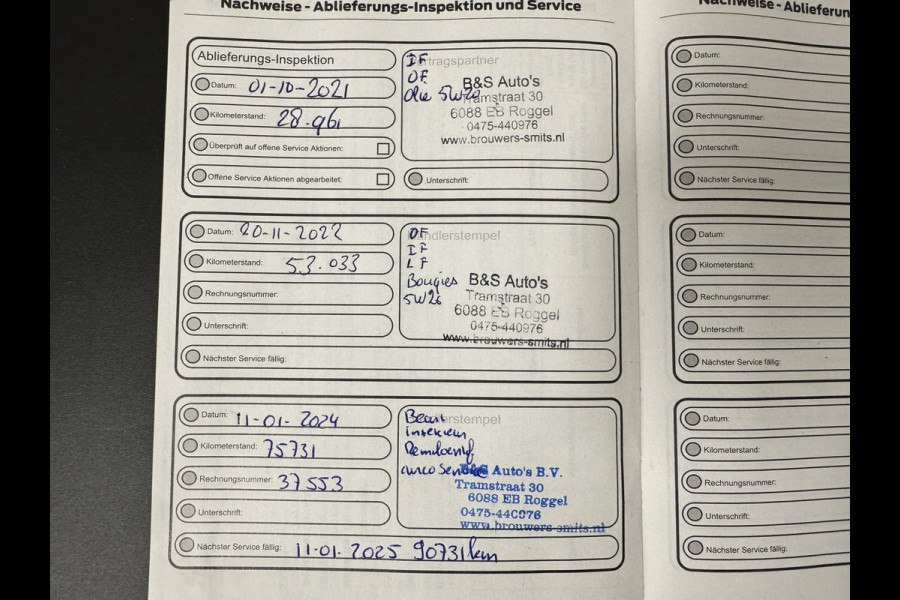 Nachweise - Ablieferungs-Inspektion und Service
Ablieferungs-Inspektion
Datum: 01-10-2021
Kilometerstand: 28.961
Überprüft auf offene Service Aktionen:
Offene Service Aktionen abgearbeitet:
IF
OF
Olie 5W20
B&S Auto's
Tramstraat 30
6088 EB Roggel
0475-440976
www.brouwers-smits.nl
Unterschrift:
Datum: 20-11-2022
Kilometerstand: 53.033
Rechnungsnummer:
Unterschrift:
Nächster Service fällig:
OF
IF
LF
Bougies
5W20
B&S Auto's
Tramstraat 30
6088 EB Roggel
0475-440976
www.brouwers-smits.nl
Datum: 11-01-2024
Kilometerstand: 75731
Rechnungsnummer: 37553
Unterschrift:
Nächster Service fällig: 11-01-2025 90731km
Beurt
Auto's B.V.
Tramstraat 30
6088 EB Roggel
0475-440976
www.brouwers-smits.nl
Nachweise - Ablieferun
Datum:
Kilometerstand:
Rechnungsnummer:
Unterschrift:
Nächster Service fällig:
Datum:
Kilometerstand:
Rechnungsnummer:
Unterschrift:
Nächster Service fällig:
Datum:
Kilometerstand:
Rechnungsnummer:
Unterschrift:
Nächster Service fällig: